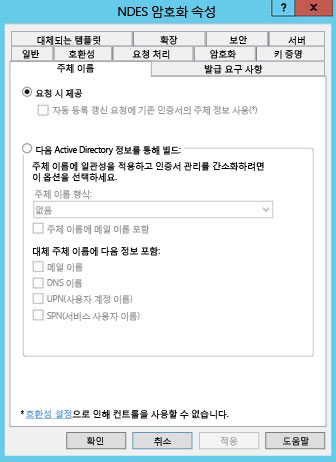 NDES 암호화 속성
?
대체되는 템플릿 확장 보안 서버
일반 호환성 요청 처리 암호화 키 증명
주체 이름 발급 요구 사항
요청 시 제공
자동 등록 갱신 요청에 기존 인증서의 주체 정보 사용(*)
다음 Active Directory 정보를 통해 빌드:
주체 이름에 일관성을 적용하고 인증서 관리를 간소화하려면
이 옵션을 선택하세요.
주체 이름 형식:
없음
주체 이름에 메일 이름 포함
대체 주체 이름에 다음 정보 포함:
메일 이름
DNS 이름
UPN(사용자 계정 이름)
SPN(서비스 사용자 이름)
* 호환성 설정으로 인해 컨트롤을 사용할 수 없습니다.
확인 취소 적용 도움말